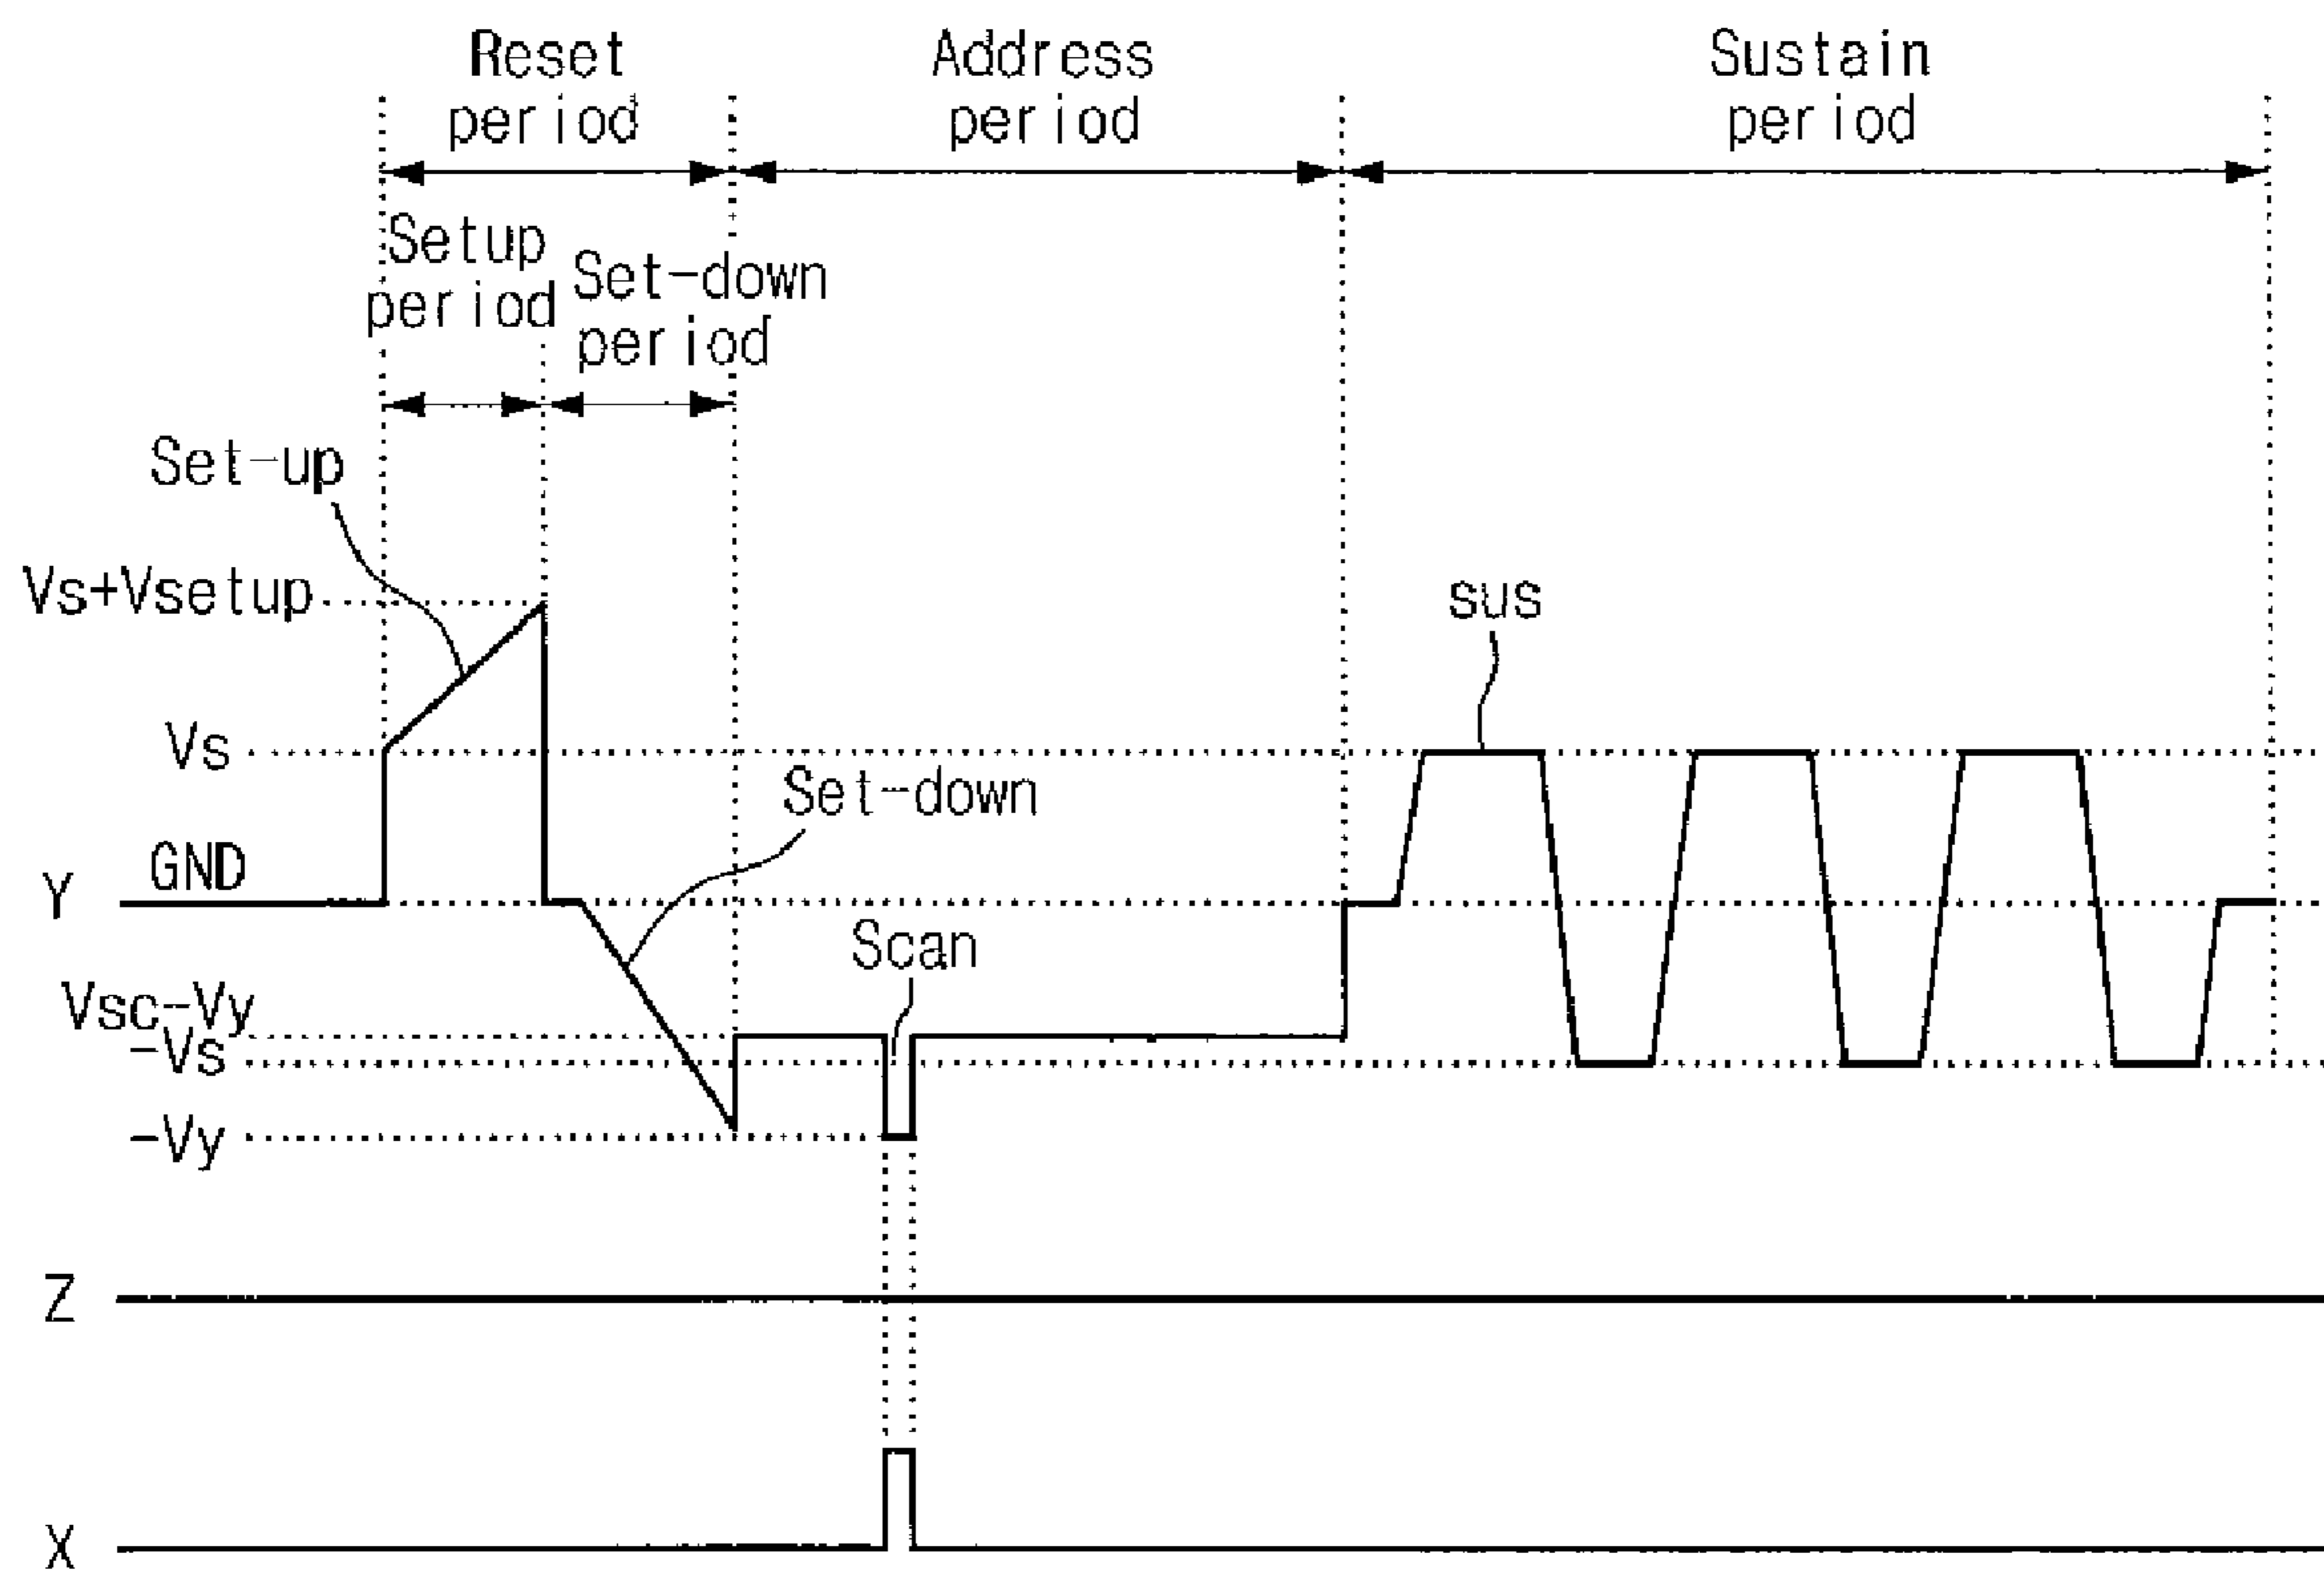 Reset
period
Address
period
Sustain
period
Setup
period
Set-down
period
Set-up
Vs+Vsetup
sus
Vs
Set-down
GND
Y
Scan
Vsc-Vy
-Vs
-Vy
Z
X